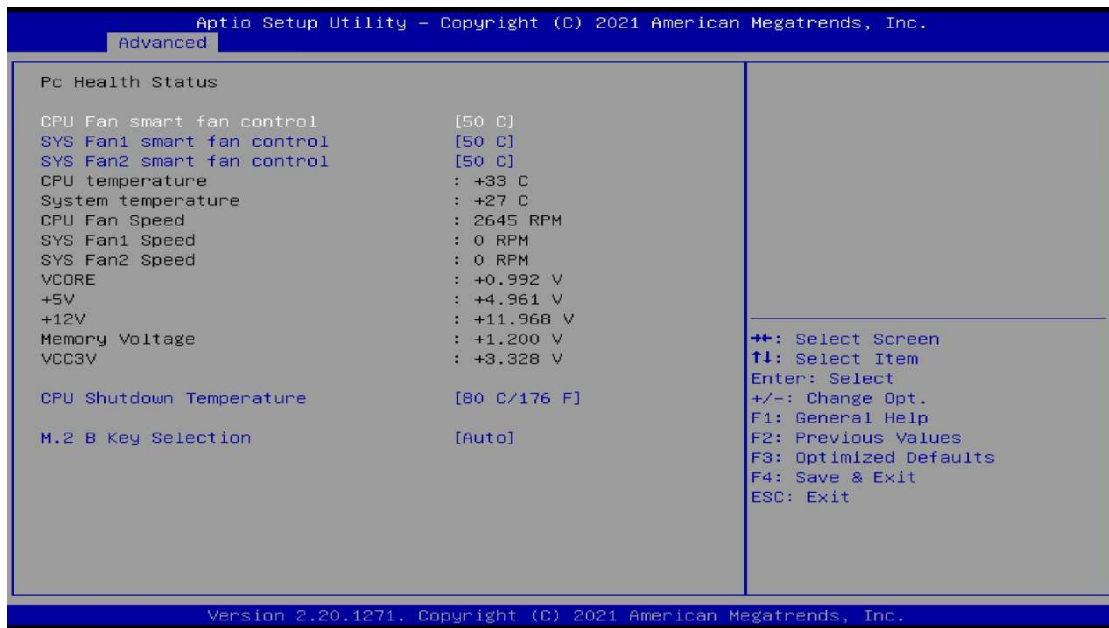 Aptio Setup Utility – Copyright (C) 2021 American Megatrends, Inc.
Advanced
Pc Health Status
CPU Fan smart fan control [50 C]
SYS Fan1 smart fan control [50 C]
SYS Fan2 smart fan control [50 C]
CPU temperature : +33 C
System temperature : +27 C
CPU Fan Speed : 2645 RPM
SYS Fan1 Speed : 0 RPM
SYS Fan2 Speed : 0 RPM
VCORE : +0.992 V
+5V : +4.961 V
+12V : +11.968 V
Memory Voltage : +1.200 V
VCC3V : +3.328 V
CPU Shutdown Temperature [80 C/176 F]
M.2 B Key Selection [Auto]
→←: Select Screen
↑↓: Select Item
Enter: Select
+/-: Change Opt.
F1: General Help
F2: Previous Values
F3: Optimized Defaults
F4: Save & Exit
ESC: Exit
Version 2.20.1271. Copyright (C) 2021 American Megatrends, Inc.